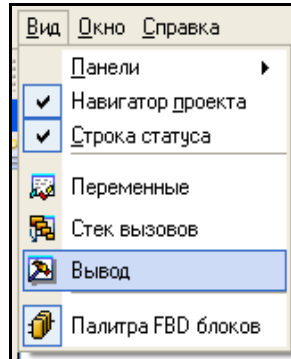 Вид Окно Справка
Панели
Навигатор проекта
Строка статуса
Переменные
Стек вызовов
Вывод
Палитра FBD блоков